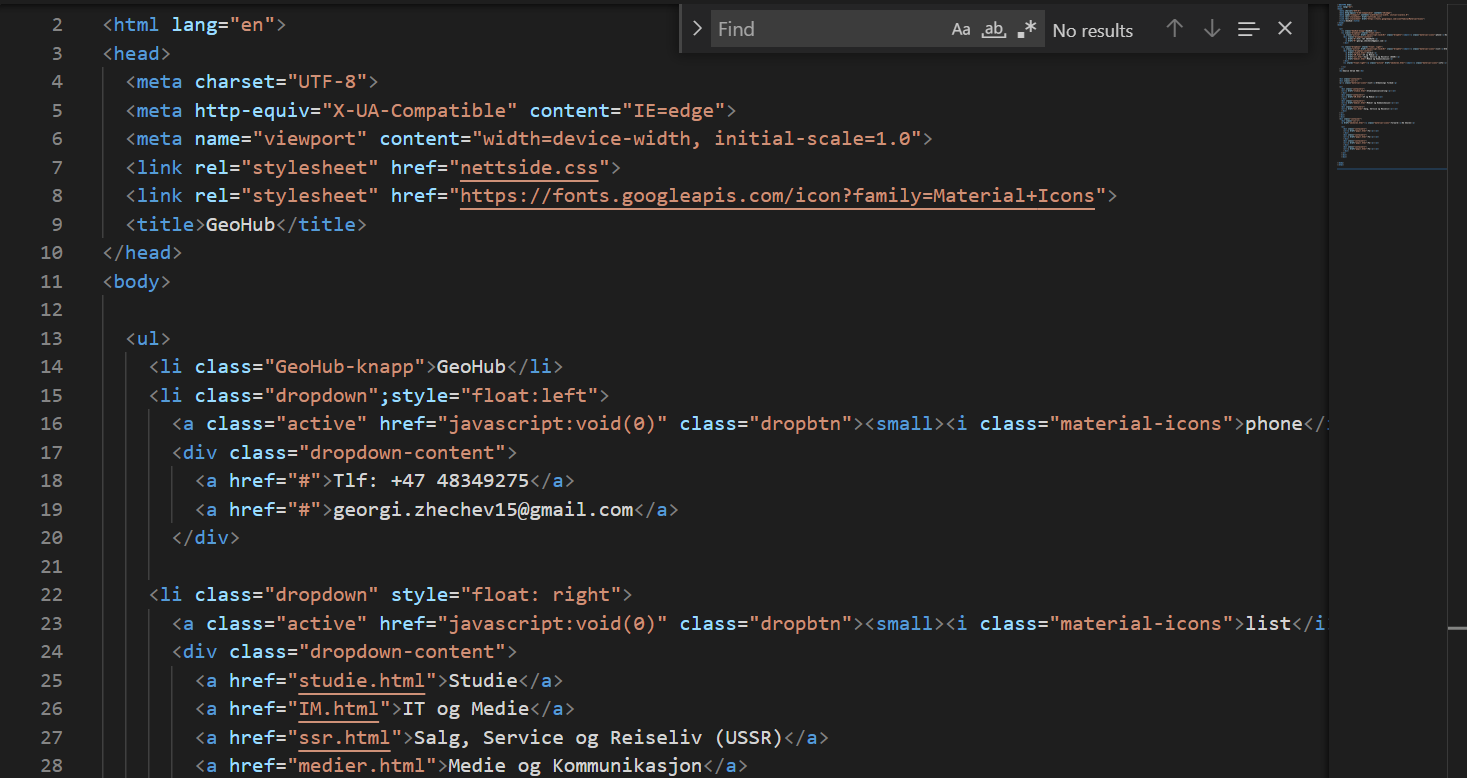 Find Aa ab, .* No results
2 <html lang="en">
3 <head>
4 <meta charset="UTF-8">
5 <meta http-equiv="X-UA-Compatible" content="IE=edge">
6 <meta name="viewport" content="width=device-width, initial-scale=1.0">
7 <link rel="stylesheet" href="nettside.css">
8 <link rel="stylesheet" href="https://fonts.googleapis.com/icon?family=Material+Icons">
9 <title>GeoHub</title>
10 </head>
11 <body>
12
13 <ul>
14 <li class="GeoHub-knapp">GeoHub</li>
15 <li class="dropdown";style="float:left">
16 <a class="active" href="javascript:void(0)" class="dropbtn"><small><i class="material-icons">phone</i
17 <div class="dropdown-content">
18 <a href="#">Tlf: +47 48349275</a>
19 <a href="#">georgi.zhechev15@gmail.com</a>
20 </div>
21
22 <li class="dropdown" style="float: right">
23 <a class="active" href="javascript:void(0)" class="dropbtn"><small><i class="material-icons">list</i
24 <div class="dropdown-content">
25 <a href="studie.html">Studie</a>
26 <a href="IM.html">IT og Medie</a>
27 <a href="ssr.html">Salg, Service og Reiseliv (USSR)</a>
28 <a href="medier.html">Medie og Kommunikasjon</a>